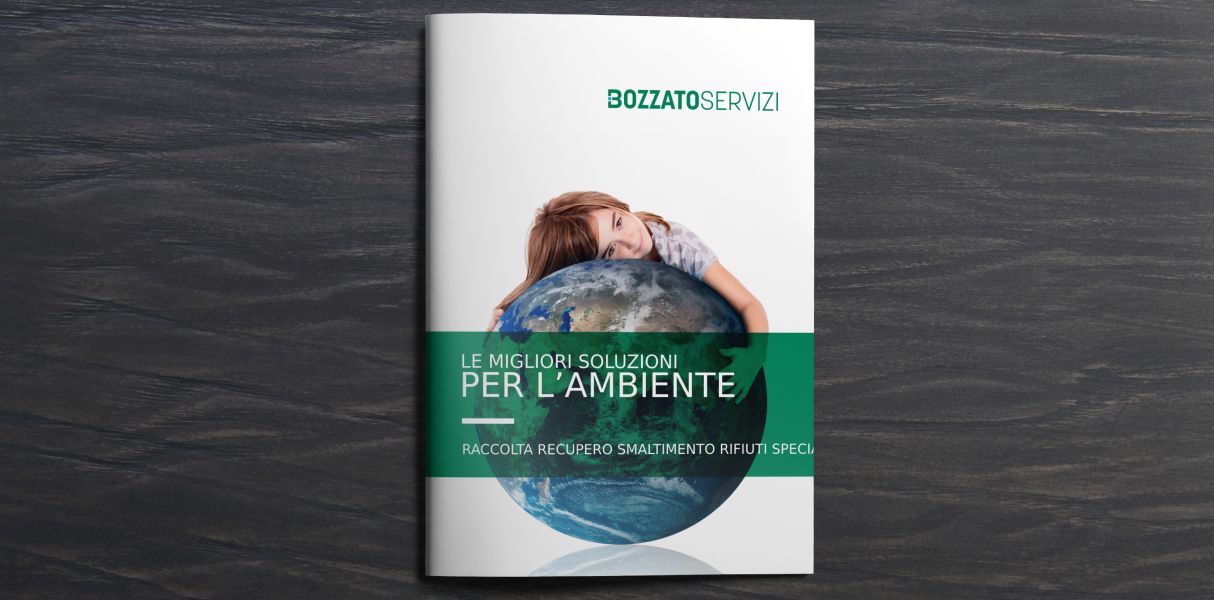 BOZZATOSERVIZI
LE MIGLIORI SOLUZIONI
PER L’AMBIENTE
RACCOLTA RECUPERO SMALTIMENTO RIFIUTI SPECIA